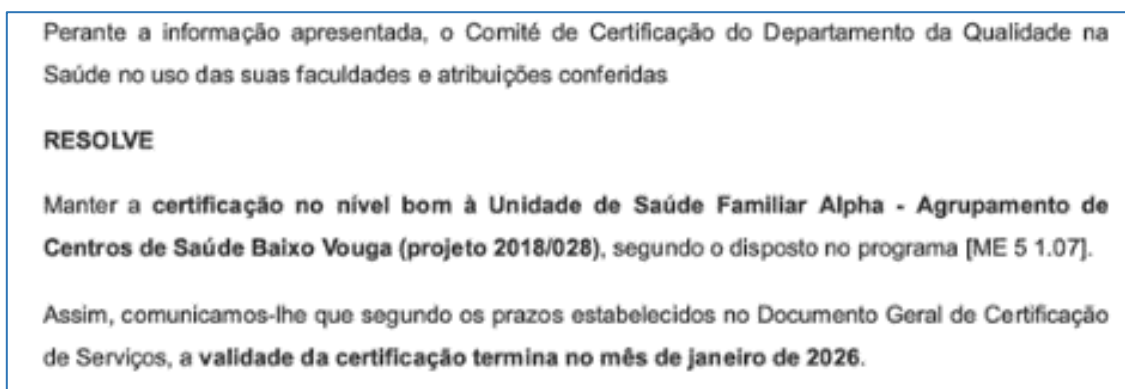 Perante a informação apresentada, o Comité de Certificação do Departamento da Qualidade na
Saúde no uso das suas faculdades e atribuições conferidas
RESOLVE
Manter a certificação no nível bom à Unidade de Saúde Familiar Alpha - Agrupamento de
Centros de Saúde Baixo Vouga (projeto 2018/028), segundo o disposto no programa [ME 5 1.07].
Assim, comunicamos-lhe que segundo os prazos estabelecidos no Documento Geral de Certificação
de Serviços, a validade da certificação termina no mês de janeiro de 2026.